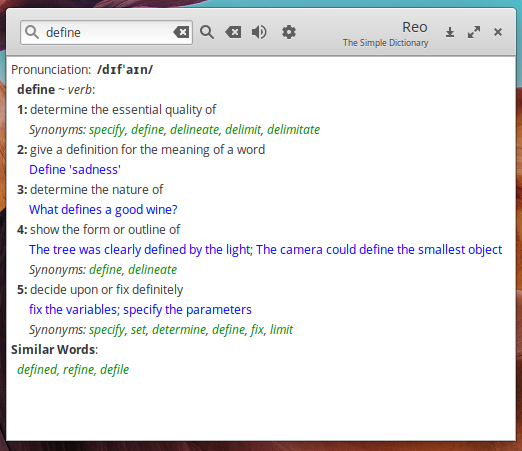 define
Reo
The Simple Dictionary
Pronunciation: /dɪfˈaɪn/
define ~ verb:
1: determine the essential quality of
Synonyms: specify, define, delineate, delimit, delimitate
2: give a definition for the meaning of a word
Define 'sadness'
3: determine the nature of
What defines a good wine?
4: show the form or outline of
The tree was clearly defined by the light; The camera could define the smallest object
Synonyms: define, delineate
5: decide upon or fix definitely
fix the variables; specify the parameters
Synonyms: specify, set, determine, define, fix, limit
Similar Words:
defined, refine, defile